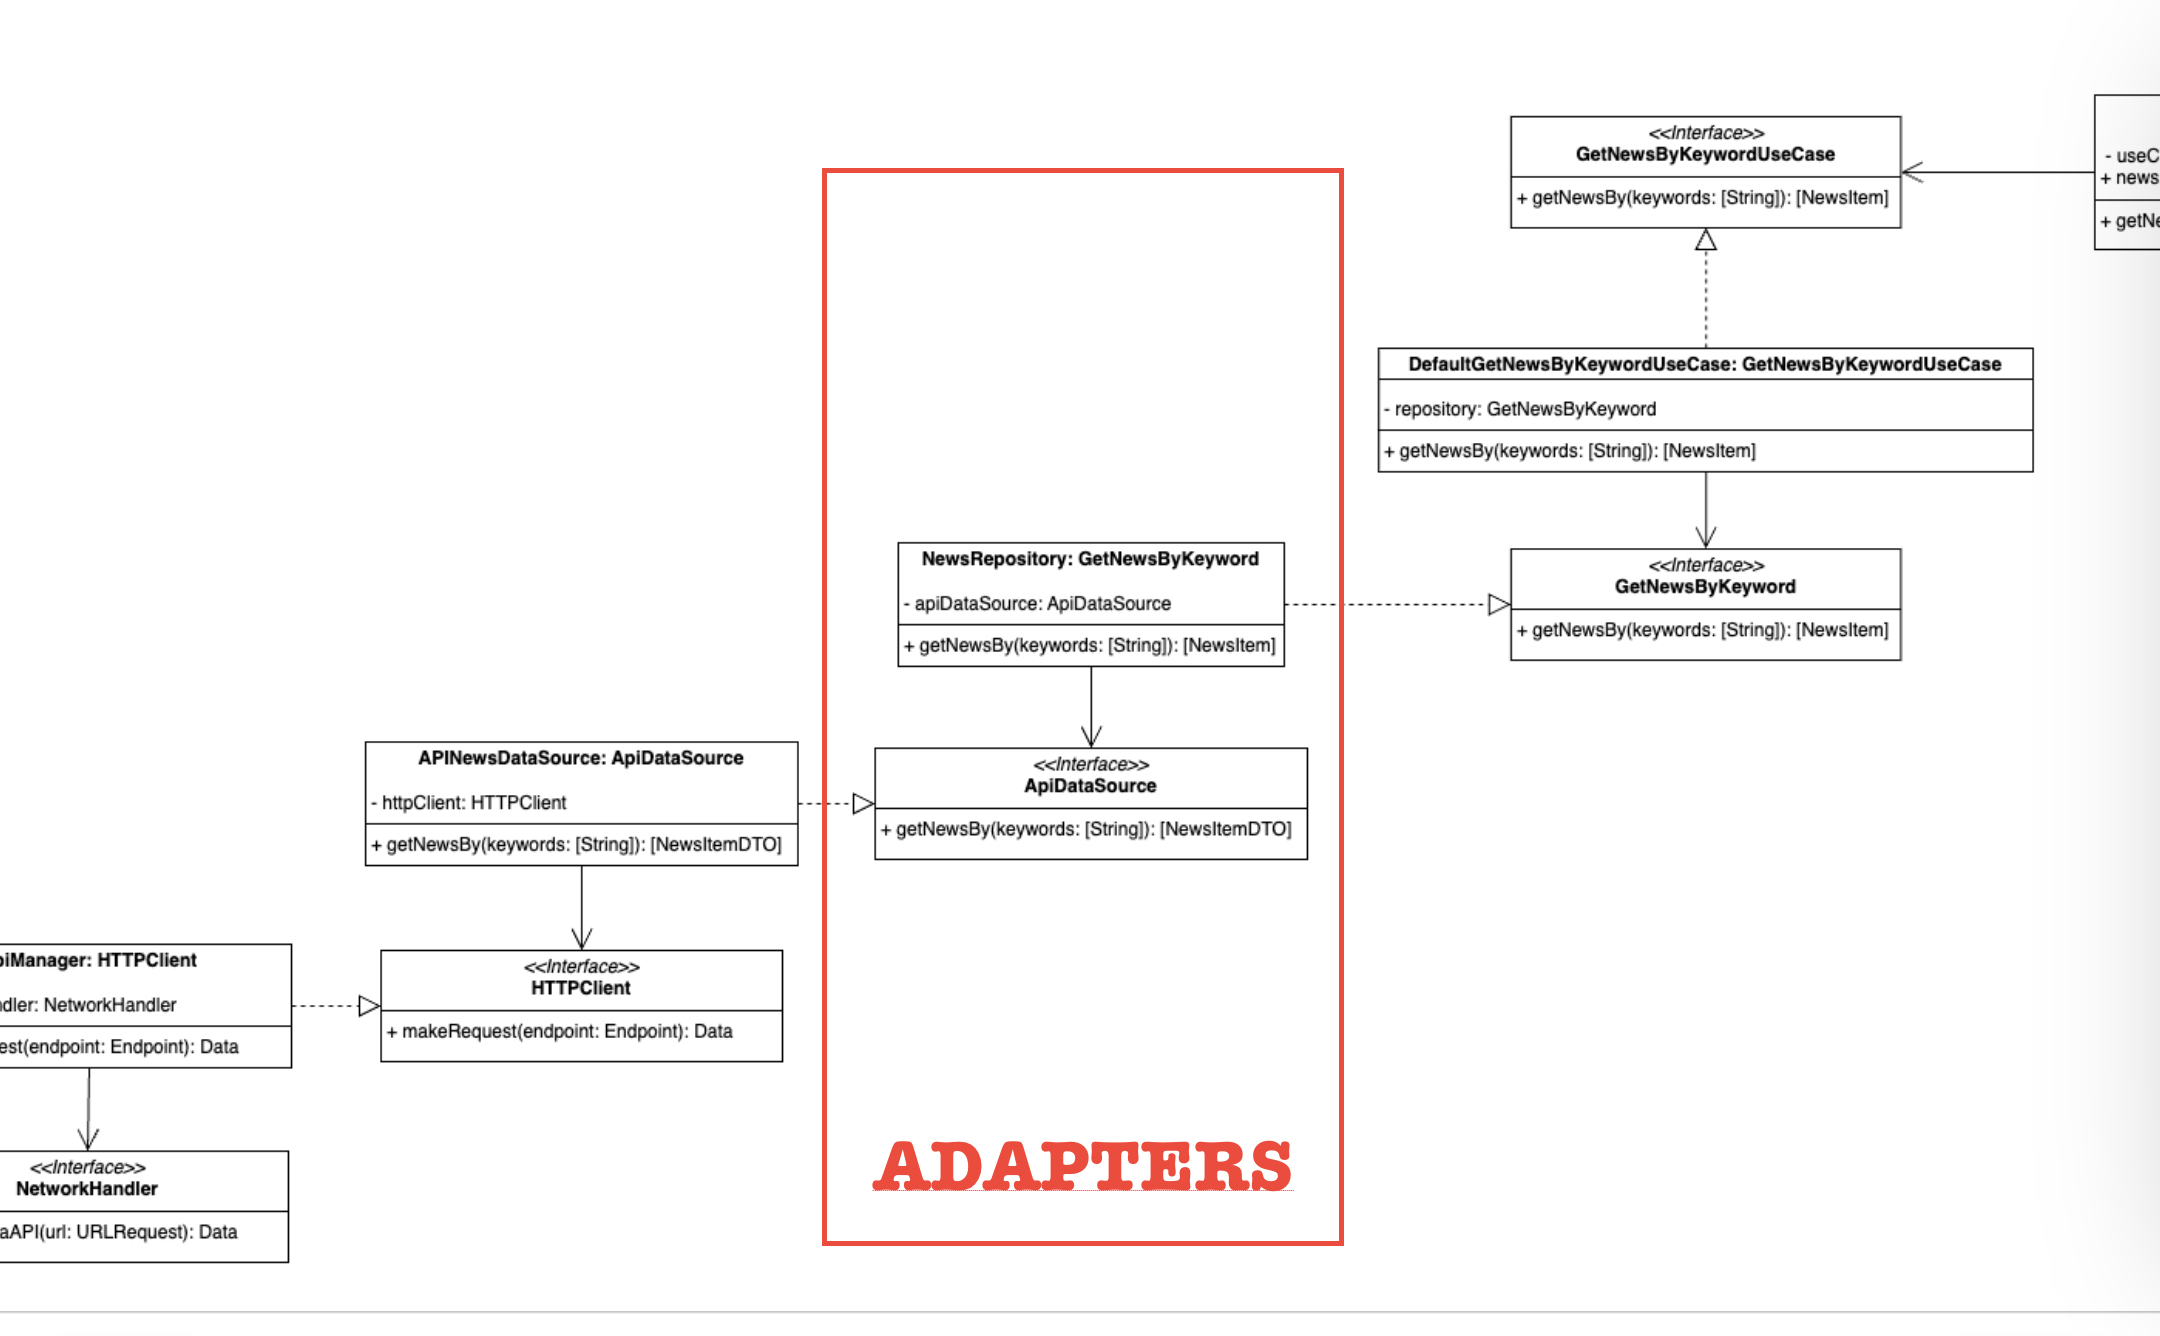 <<Interface>>
GetNewsByKeywordUseCase
+ getNewsBy(keywords: [String]): [NewsItem]
- useC
+ news
+ getNe
DefaultGetNewsByKeywordUseCase: GetNewsByKeywordUseCase
- repository: GetNewsByKeyword
+ getNewsBy(keywords: [String]): [NewsItem]
NewsRepository: GetNewsByKeyword
- apiDataSource: ApiDataSource
+ getNewsBy(keywords: [String]): [NewsItem]
<<Interface>>
GetNewsByKeyword
+ getNewsBy(keywords: [String]): [NewsItem]
APINewsDataSource: ApiDataSource
- httpClient: HTTPClient
+ getNewsBy(keywords: [String]): [NewsItemDTO]
<<Interface>>
ApiDataSource
+ getNewsBy(keywords: [String]): [NewsItemDTO]
piManager: HTTPClient
ndler: NetworkHandler
est(endpoint: Endpoint): Data
<<Interface>>
HTTPClient
+ makeRequest(endpoint: Endpoint): Data
<<Interface>>
NetworkHandler
aAPI(url: URLRequest): Data
ADAPTERS